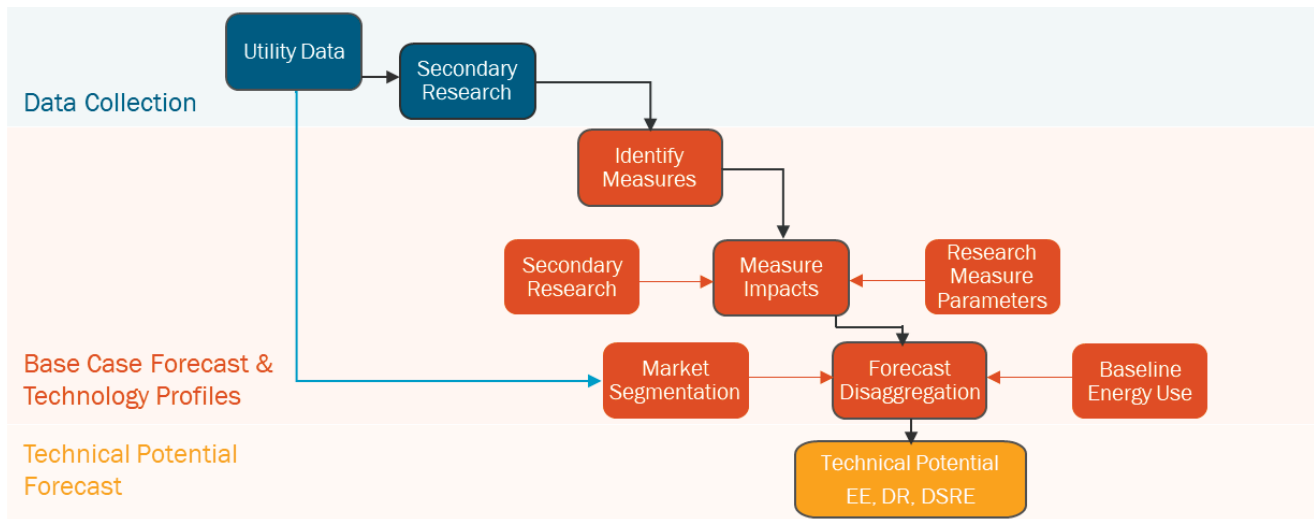 Utility Data
Secondary
Research
Data Collection
Identify
Measures
Secondary
Research
Measure
Impacts
Research
Measure
Parameters
Base Case Forecast &
Technology Profiles
Market
Segmentation
Forecast
Disaggregation
Baseline
Energy Use
Technical Potential
Forecast
Technical Potential
EE, DR, DSRE